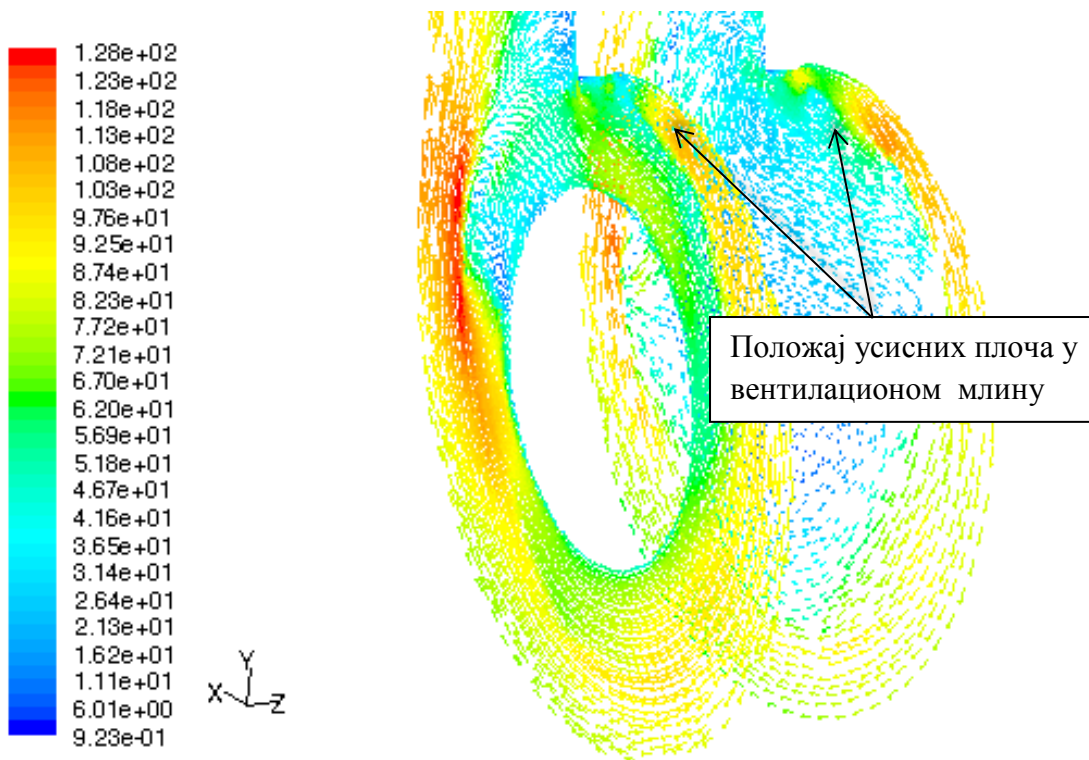 1.28e+02
1.23e+02
1.18e+02
1.13e+02
1.08e+02
1.03e+02
9.76e+01
9.25e+01
8.74e+01
8.23e+01
7.72e+01
7.21e+01
6.70e+01
6.20e+01
5.69e+01
5.18e+01
4.67e+01
4.16e+01
3.65e+01
3.14e+01
2.64e+01
2.13e+01
1.62e+01
1.11e+01
6.01e+00
9.23e-01
Y
X
Z
Положај усисних плоча у
вентилационом млину